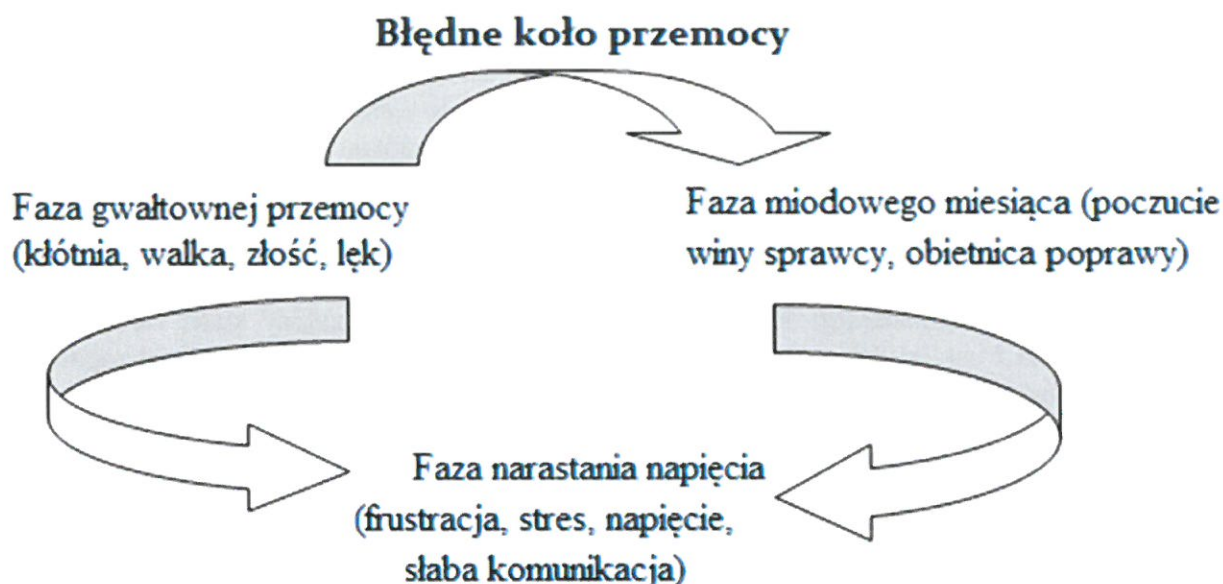 Błędne koło przemocy
Faza gwałtownej przemocy
(kłótnia, walka, złość, lęk)
Faza miodowego miesiąca (poczucie
winy sprawcy, obietnica poprawy)
Faza narastania napięcia
(frustracja, stres, napięcie,
słaba komunikacja)